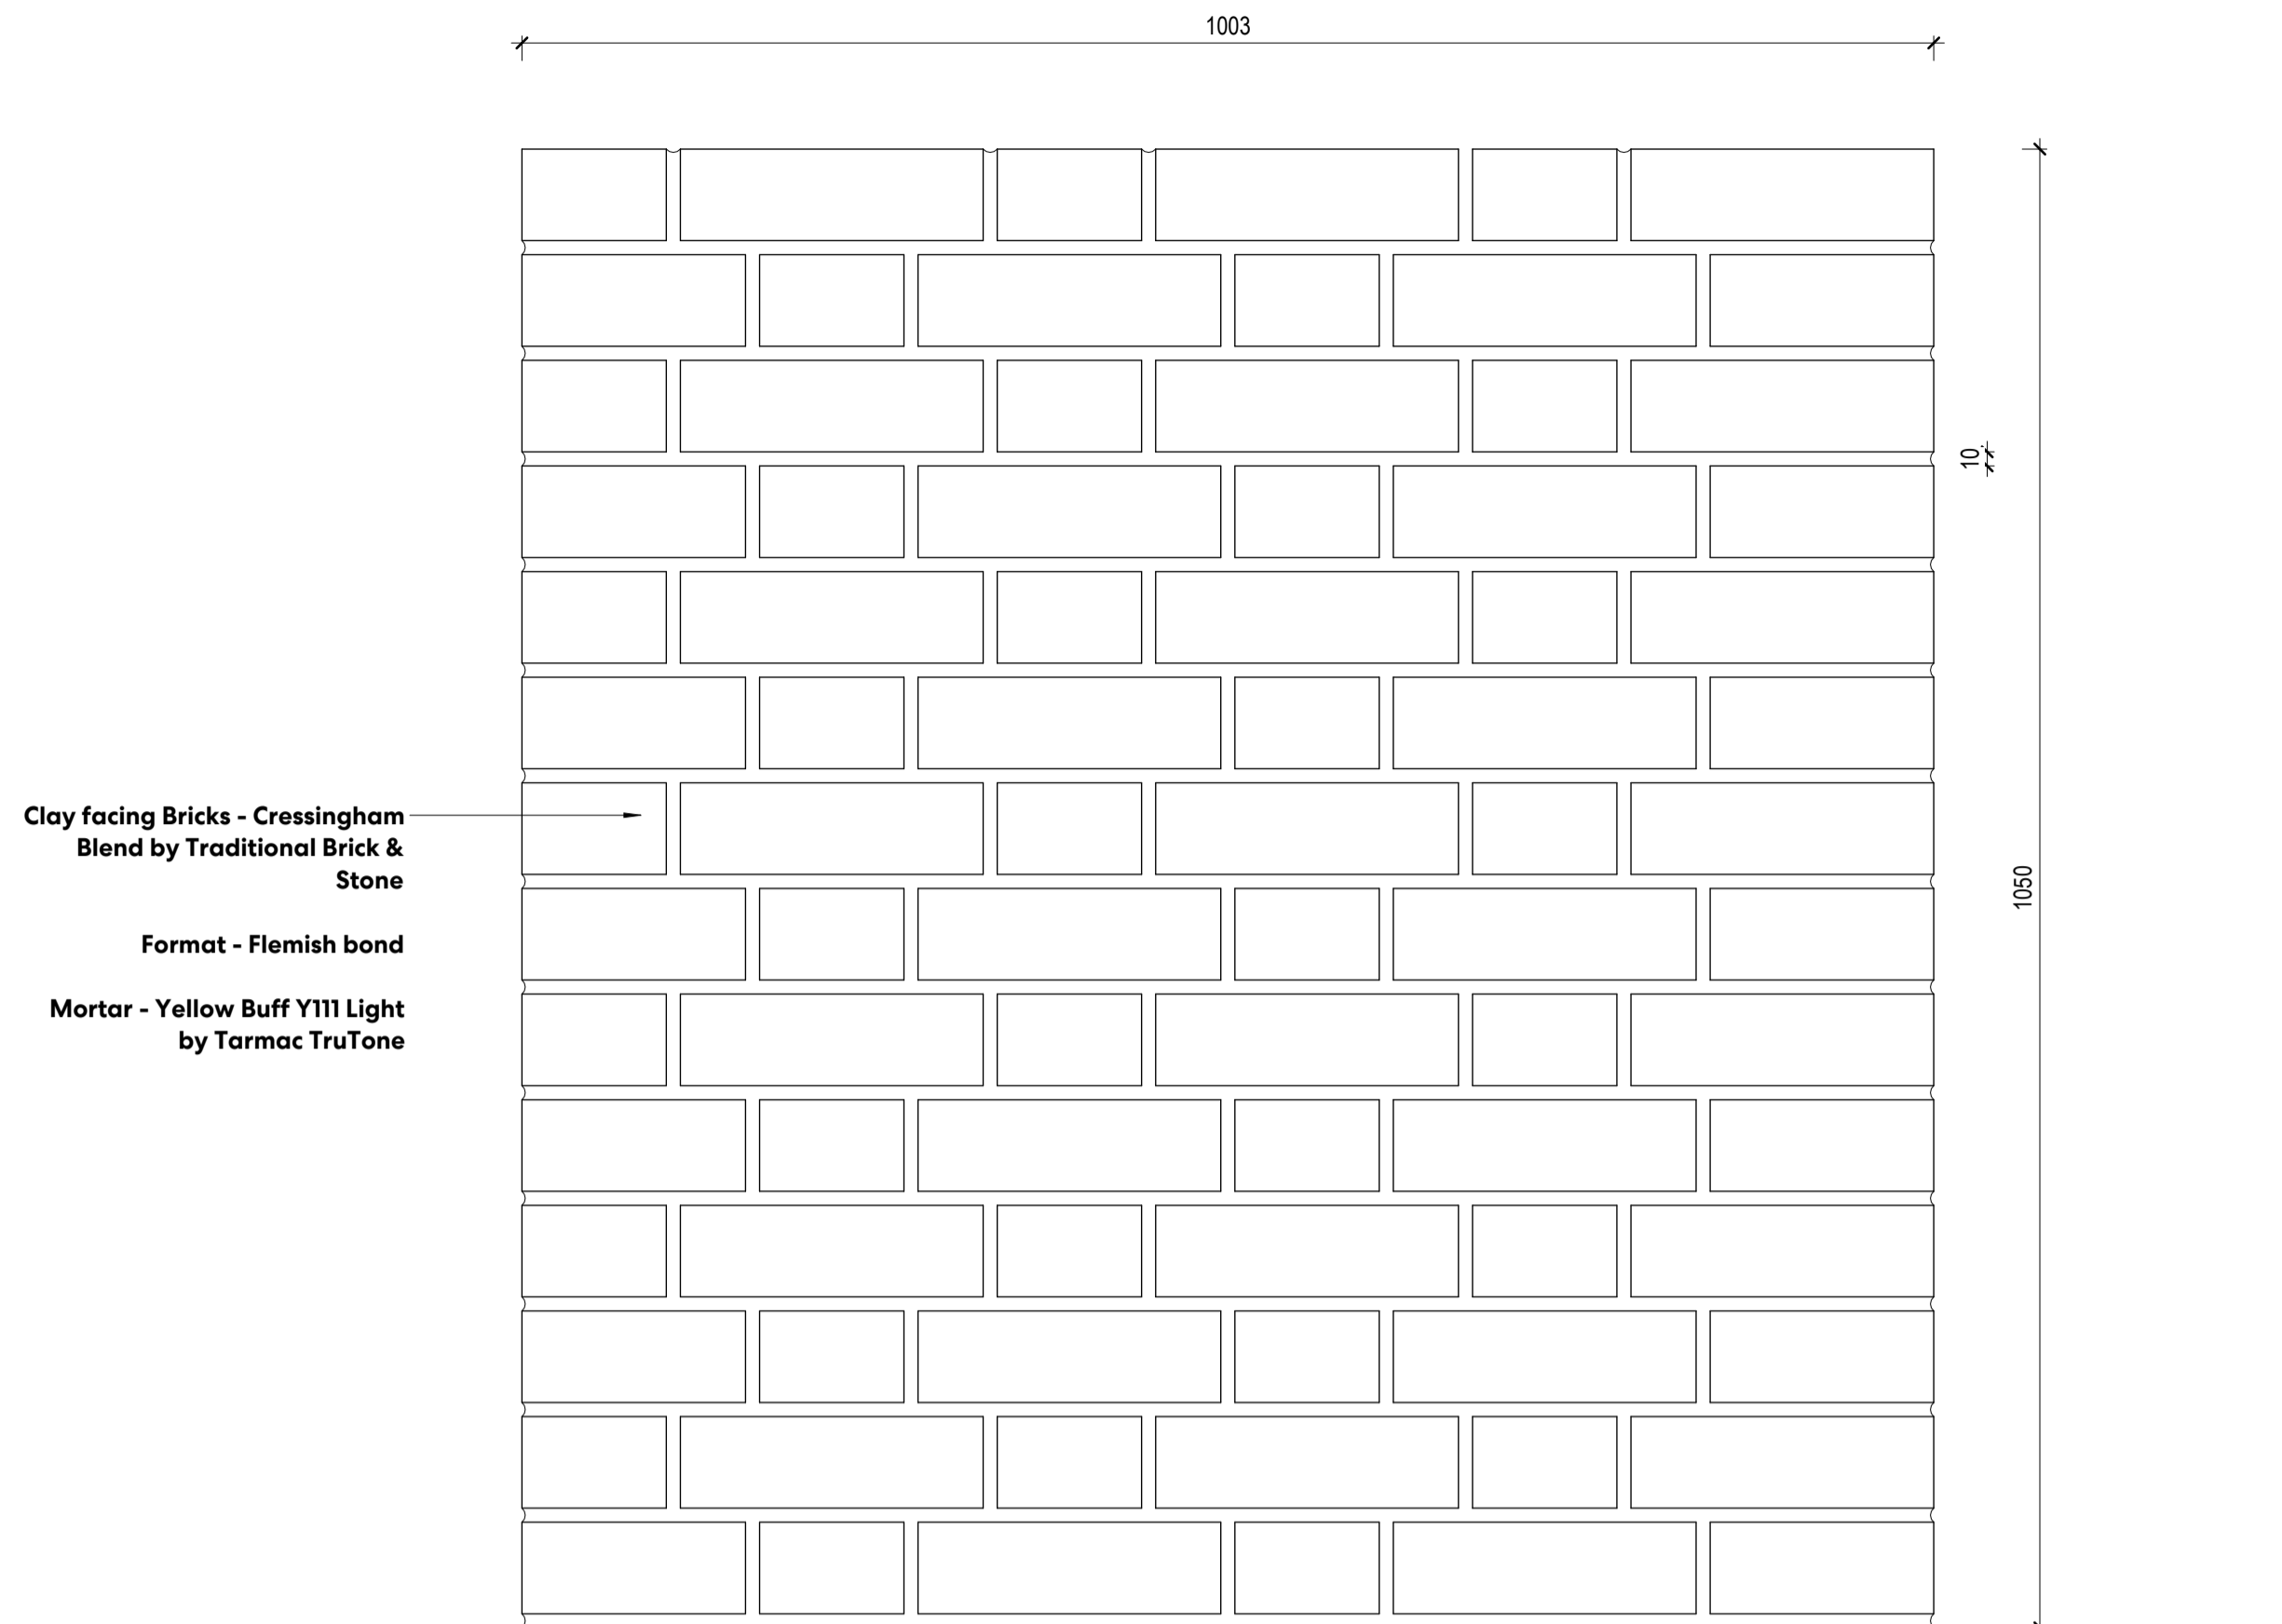 1003
10
Clay facing Bricks - Cressingham
Blend by Traditional Brick &
Stone
Format - Flemish bond
Mortar - Yellow Buff Y111 Light
by Tarmac TruTone
1050